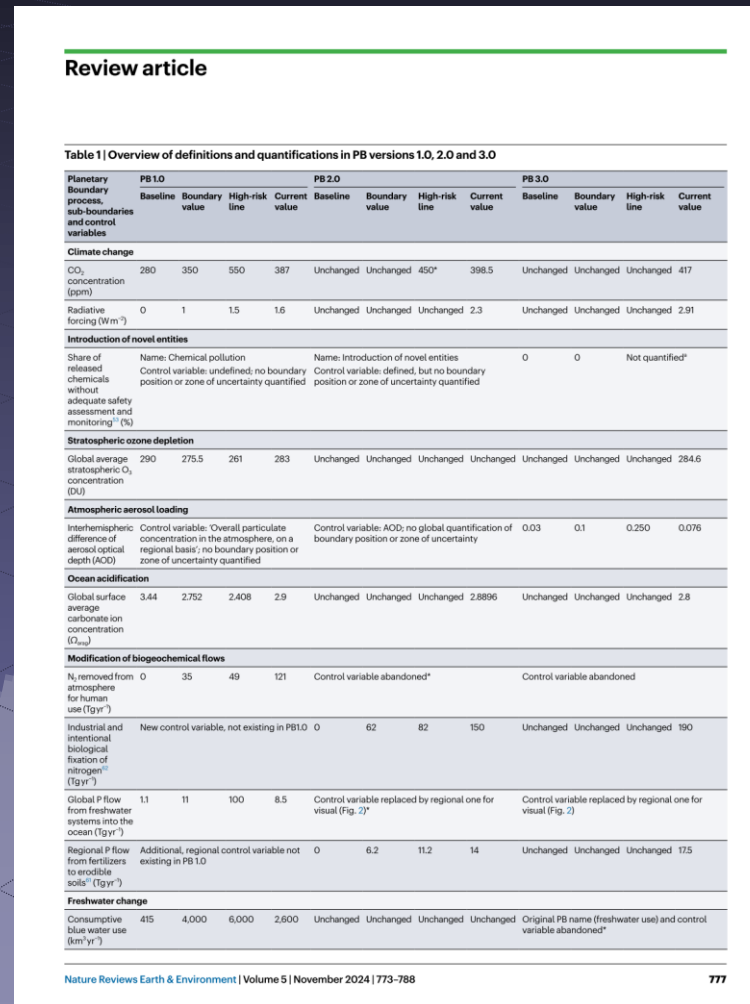 Review article
Table 1 | Overview of definitions and quantifications in PB versions 1.0, 2.0 and 3.0
Planetary Boundary process, sub-boundaries and control variables PB 1.0 PB 2.0 PB 3.0
Baseline Boundary value High-risk line Current value Baseline Boundary value High-risk line Current value Baseline Boundary value High-risk line Current value
Climate change
CO₂ concentration (ppm) 280 350 550 387 Unchanged Unchanged 450* 398.5 Unchanged Unchanged Unchanged 417
Radiative forcing (W m⁻²) 0 1 1.5 1.6 Unchanged Unchanged Unchanged 2.3 Unchanged Unchanged Unchanged 2.91
Introduction of novel entities
Share of released chemicals without adequate safety assessment and monitoring (%) Name: Chemical pollution Control variable: undefined; no boundary position or zone of uncertainty quantified Name: Introduction of novel entities Control variable: defined, but no boundary position or zone of uncertainty quantified 0 0 Not quantified
Stratospheric ozone depletion
Global average stratospheric O₃ concentration (DU) 290 275.5 261 283 Unchanged Unchanged Unchanged Unchanged Unchanged Unchanged Unchanged 284.6
Atmospheric aerosol loading
Interhemispheric difference of aerosol optical depth (AOD) Control variable: 'Overall particulate concentration in the atmosphere, on a regional basis'; no boundary position or zone of uncertainty quantified Control variable: AOD; no global quantification of boundary position or zone of uncertainty 0.03 0.1 0.250 0.076
Ocean acidification
Global surface average carbonate ion concentration (Ωₐᵣₐg) 3.44 2.752 2.408 2.9 Unchanged Unchanged Unchanged 2.8896 Unchanged Unchanged Unchanged 2.8
Modification of biogeochemical flows
N₂ removed from atmosphere for human use (Tg yr⁻¹) 0 35 49 121 Control variable abandoned* Control variable abandoned
Industrial and intentional biological fixation of nitrogen (Tg yr⁻¹) New control variable, not existing in PB1.0 0 62 82 150 Unchanged Unchanged Unchanged 190
Global P flow from freshwater systems into the ocean (Tg yr⁻¹) 1.1 11 100 8.5 Control variable replaced by regional one for visual (Fig. 2)* Control variable replaced by regional one for visual (Fig. 2)
Regional P flow from fertilizers to erodible soils (Tg yr⁻¹) Additional, regional control variable not existing in PB 1.0 0 6.2 11.2 14 Unchanged Unchanged Unchanged 17.5
Freshwater change
Consumptive blue water use (km³ yr⁻¹) 415 4,000 6,000 2,600 Unchanged Unchanged Unchanged Unchanged Original PB name (freshwater use) and control variable abandoned*
Nature Reviews Earth & Environment | Volume 5 | November 2024 | 773–788 777